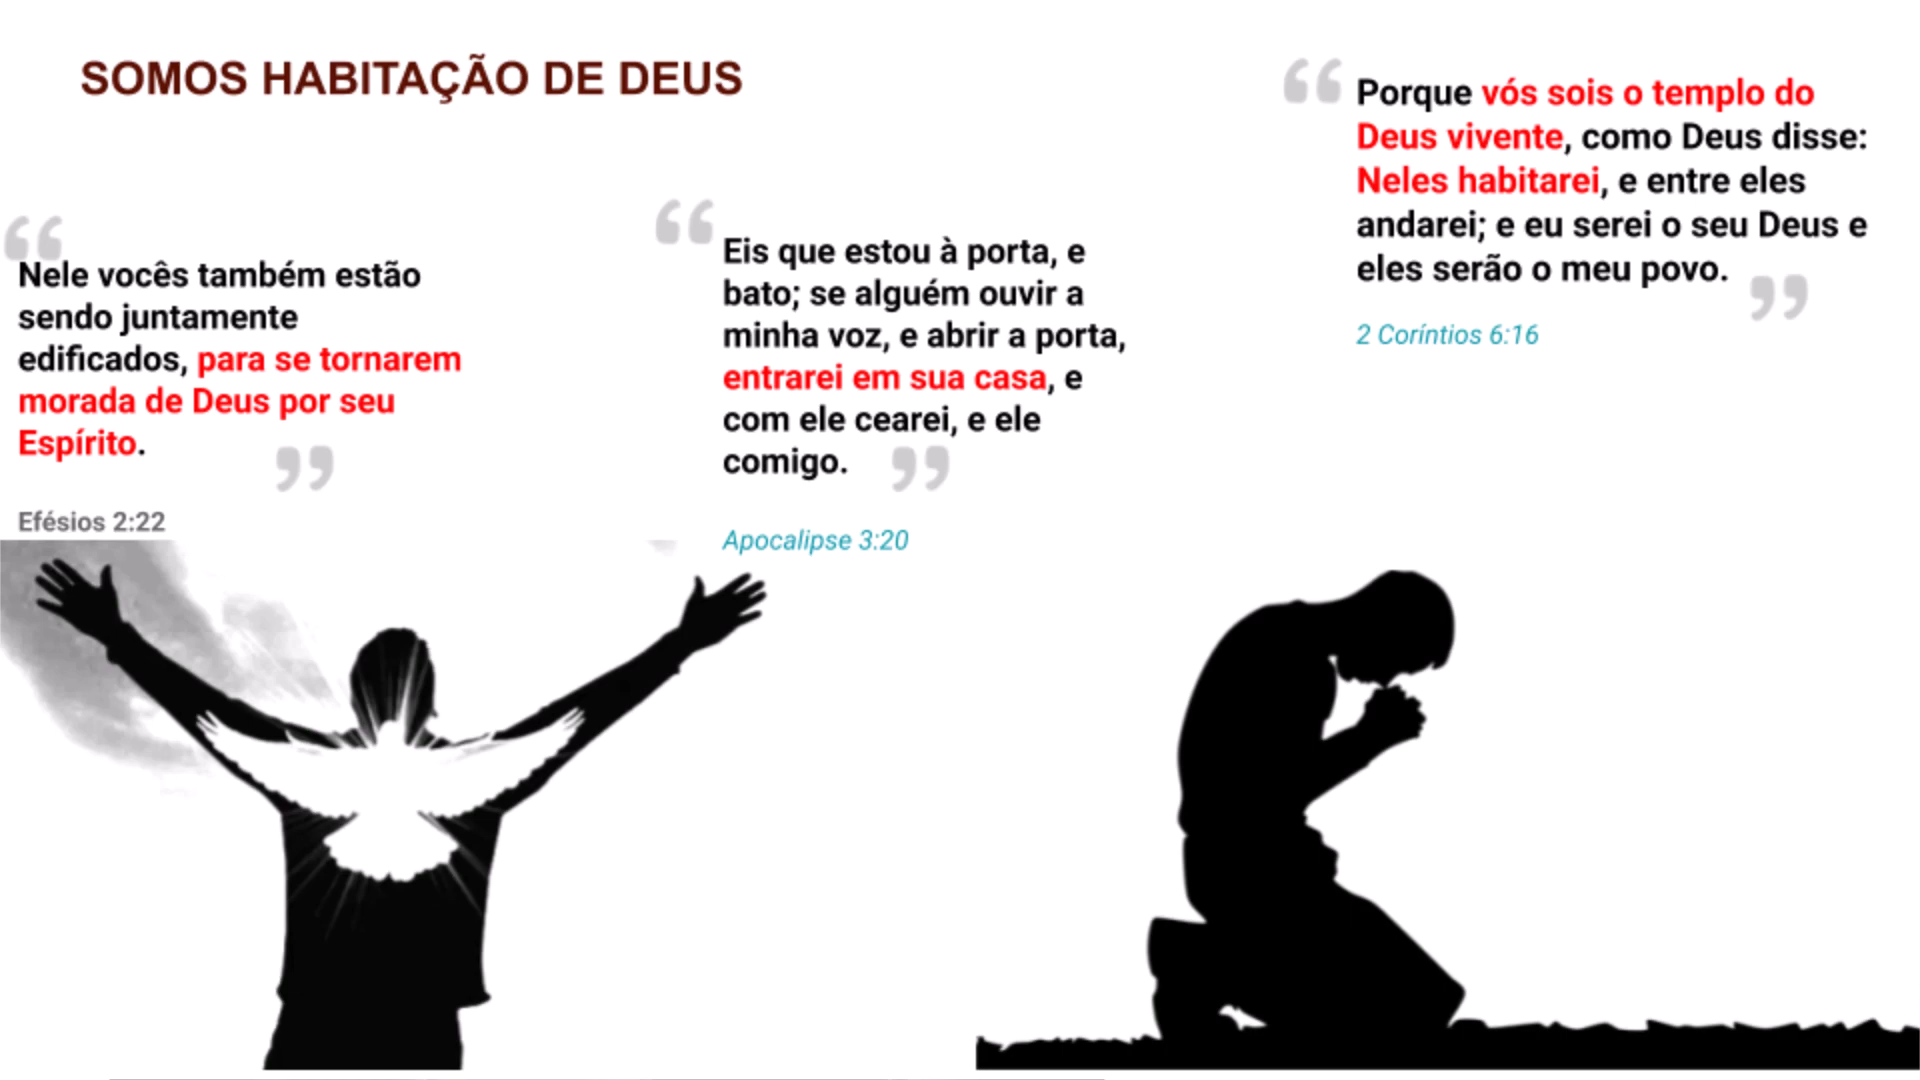 SOMOS HABITAÇÃO DE DEUS
“
Nele vocês também estão
sendo juntamente
edificados, para se tornarem
morada de Deus por seu
Espírito.
”
Efésios 2:22
“
Eis que estou à porta, e
bato; se alguém ouvir a
minha voz, e abrir a porta,
entrarei em sua casa, e
com ele cearei, e ele
comigo.
”
Apocalipse 3:20
“
Porque vós sois o templo do
Deus vivente, como Deus disse:
Neles habitarei, e entre eles
andarei; e eu serei o seu Deus e
eles serão o meu povo.
”
2 Coríntios 6:16